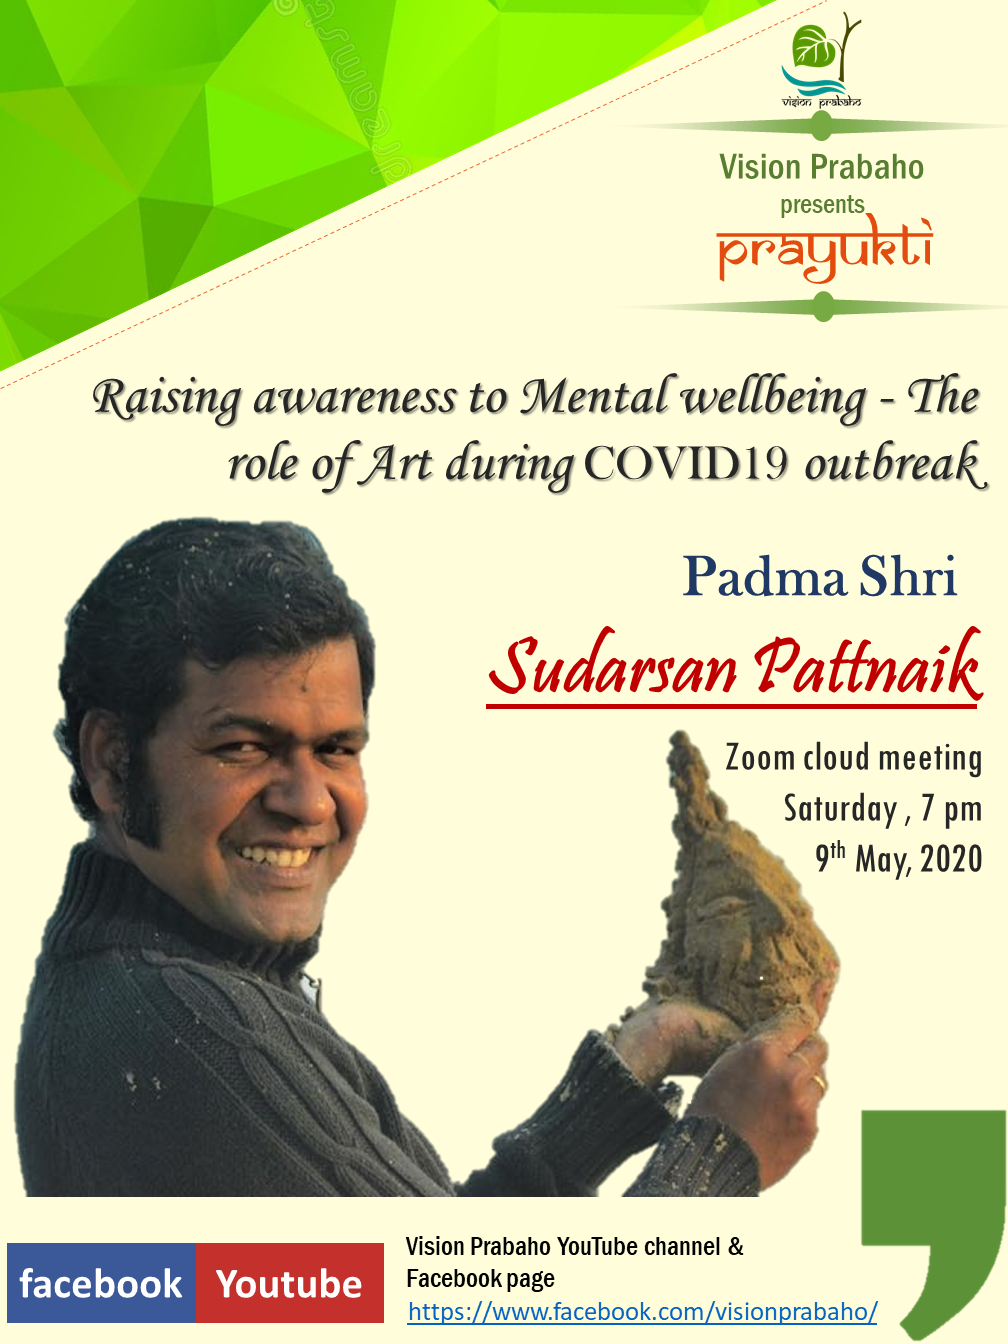 vision prabaho
Vision Prabaho
presents
prayukti
Raising awareness to Mental wellbeing - The
role of Art during COVID19 outbreak
Padma Shri
Sudarsan Pattnaik
Zoom cloud meeting
Saturday , 7 pm
9th May, 2020
facebook Youtube
Vision Prabaho YouTube channel &
Facebook page
https://www.facebook.com/visionprabaho/